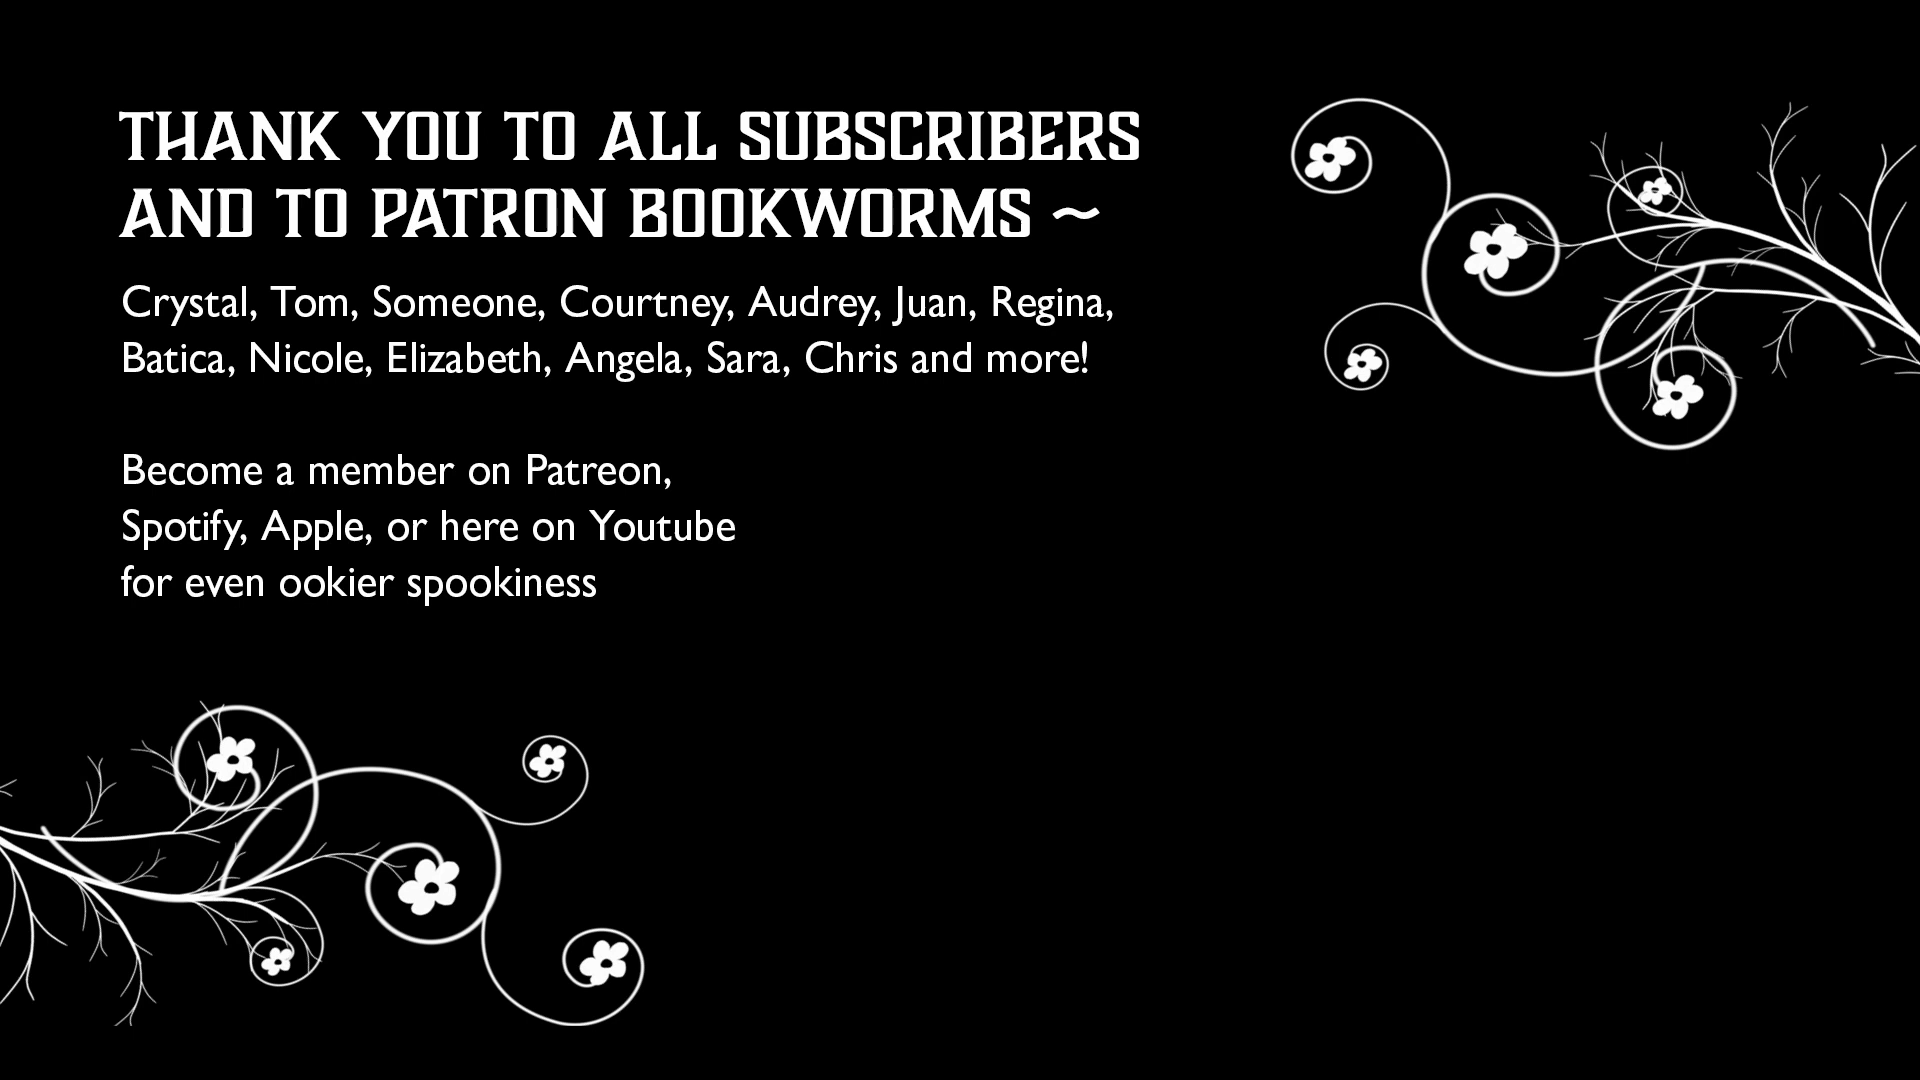 THANK YOU TO ALL SUBSCRIBERS
AND TO PATRON BOOKWORMS ~
Crystal, Tom, Someone, Courtney, Audrey, Juan, Regina,
Batica, Nicole, Elizabeth, Angela, Sara, Chris and more!
Become a member on Patreon,
Spotify, Apple, or here on Youtube
for even ookier spookiness